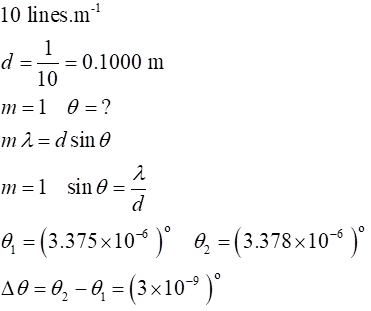 10 lines.m⁻¹
d = 1/10 = 0.1000 m
m = 1 θ = ?
m λ = d sin θ
m = 1 sin θ = λ/d
θ₁ = (3.375×10⁻⁶)° θ₂ = (3.378×10⁻⁶)°
Δθ = θ₂ − θ₁ = (3×10⁻⁹)°